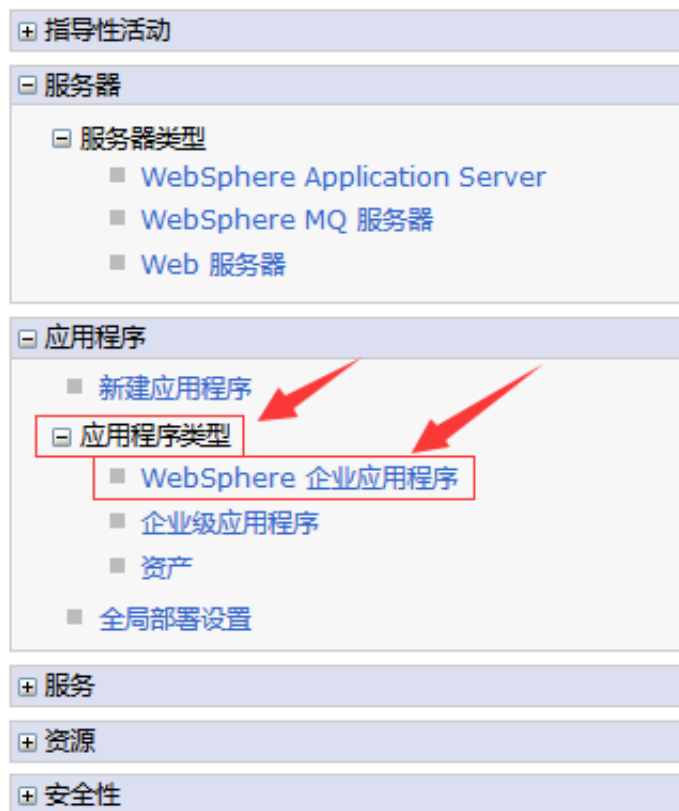 指导性活动
服务器
服务器类型
WebSphere Application Server
WebSphere MQ 服务器
Web 服务器
应用程序
新建应用程序
应用程序类型
WebSphere 企业应用程序
企业级应用程序
资产
全局部署设置
服务
资源
安全性